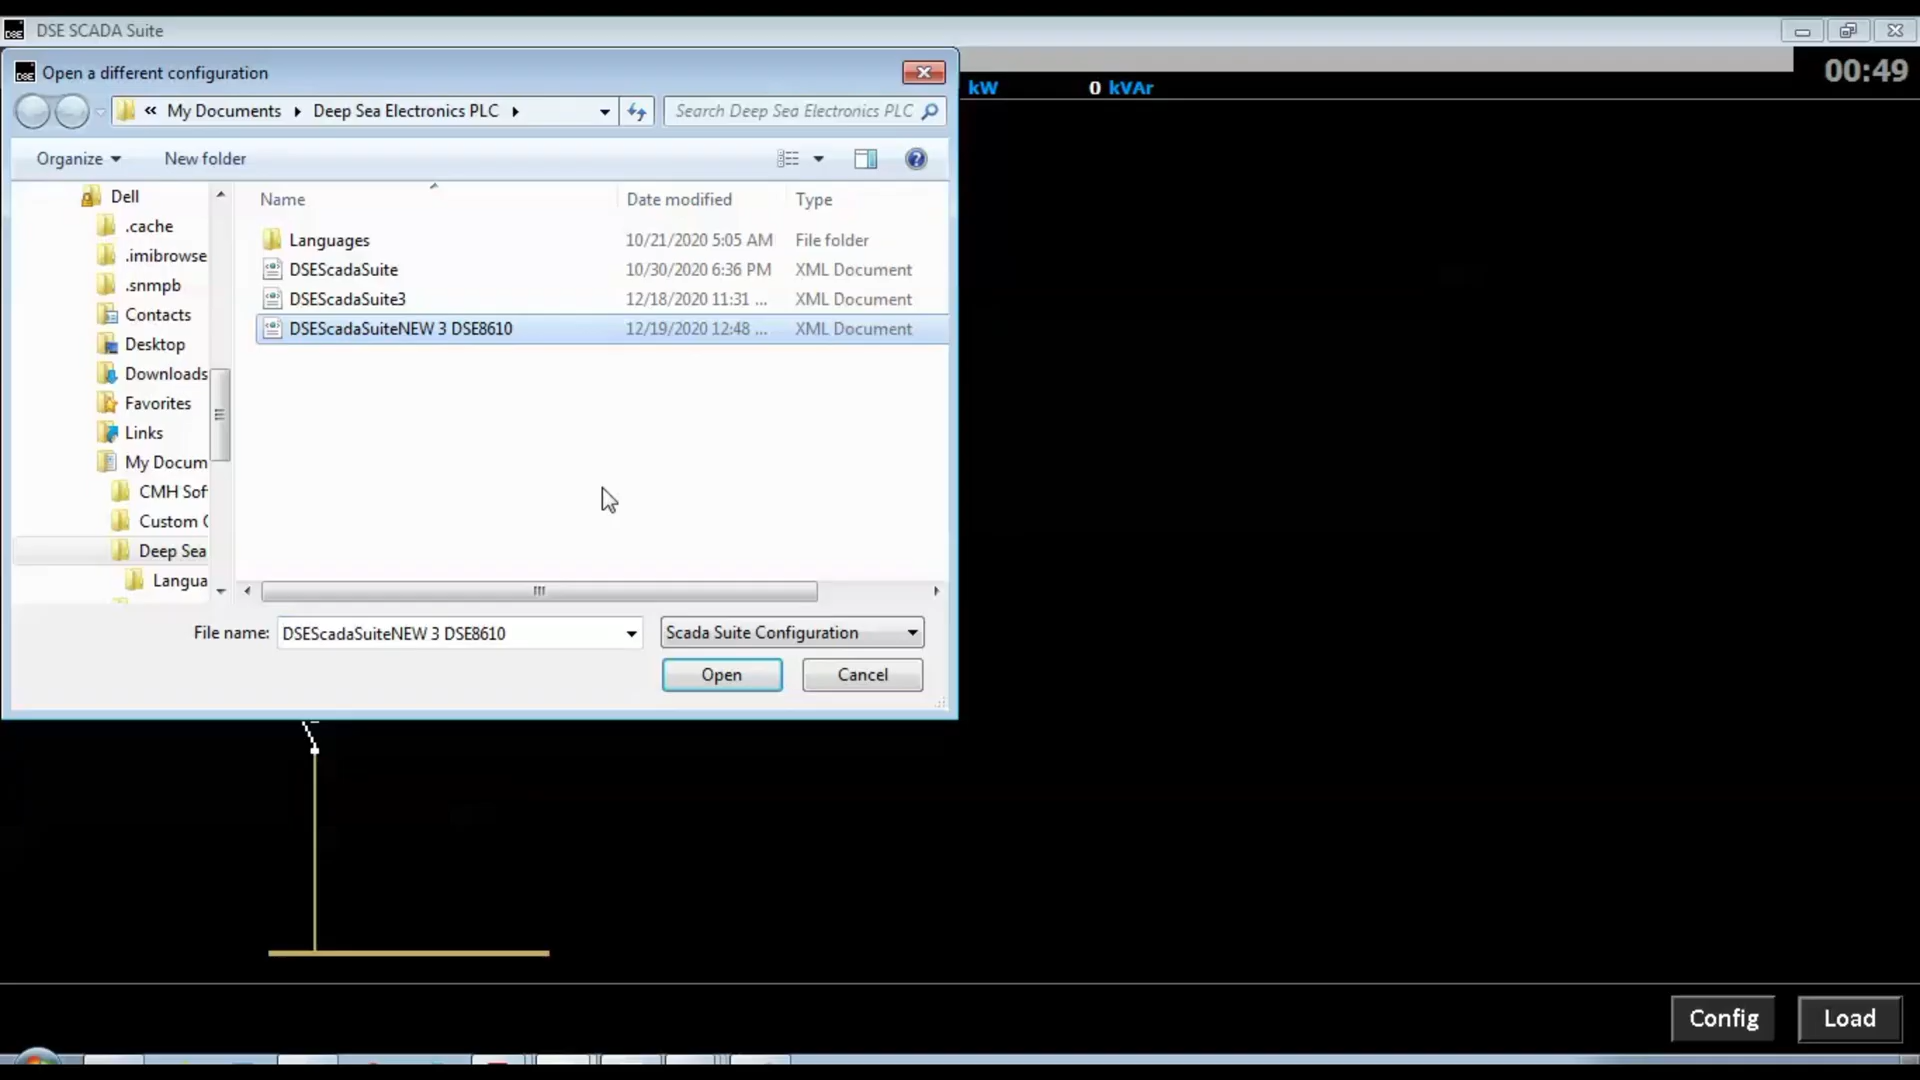 DSE SCADA Suite
Open a different configuration
00:49
« My Documents Deep Sea Electronics PLC
Search Deep Sea Electronics PLC
kW 0 kVAr
Organize New folder
Name Date modified Type
Dell
.cache
.imibrowse
.snmpb
Contacts
Desktop
Downloads
Favorites
Links
My Docum
CMH Sof
Custom C
Deep Sea
Langua
Languages 10/21/2020 5:05 AM File folder
DSEScadaSuite 10/30/2020 6:36 PM XML Document
DSEScadaSuite3 12/18/2020 11:31 ... XML Document
DSEScadaSuiteNEW 3 DSE8610 12/19/2020 12:48 ... XML Document
File name: DSEScadaSuiteNEW 3 DSE8610 Scada Suite Configuration
Open Cancel
Config Load